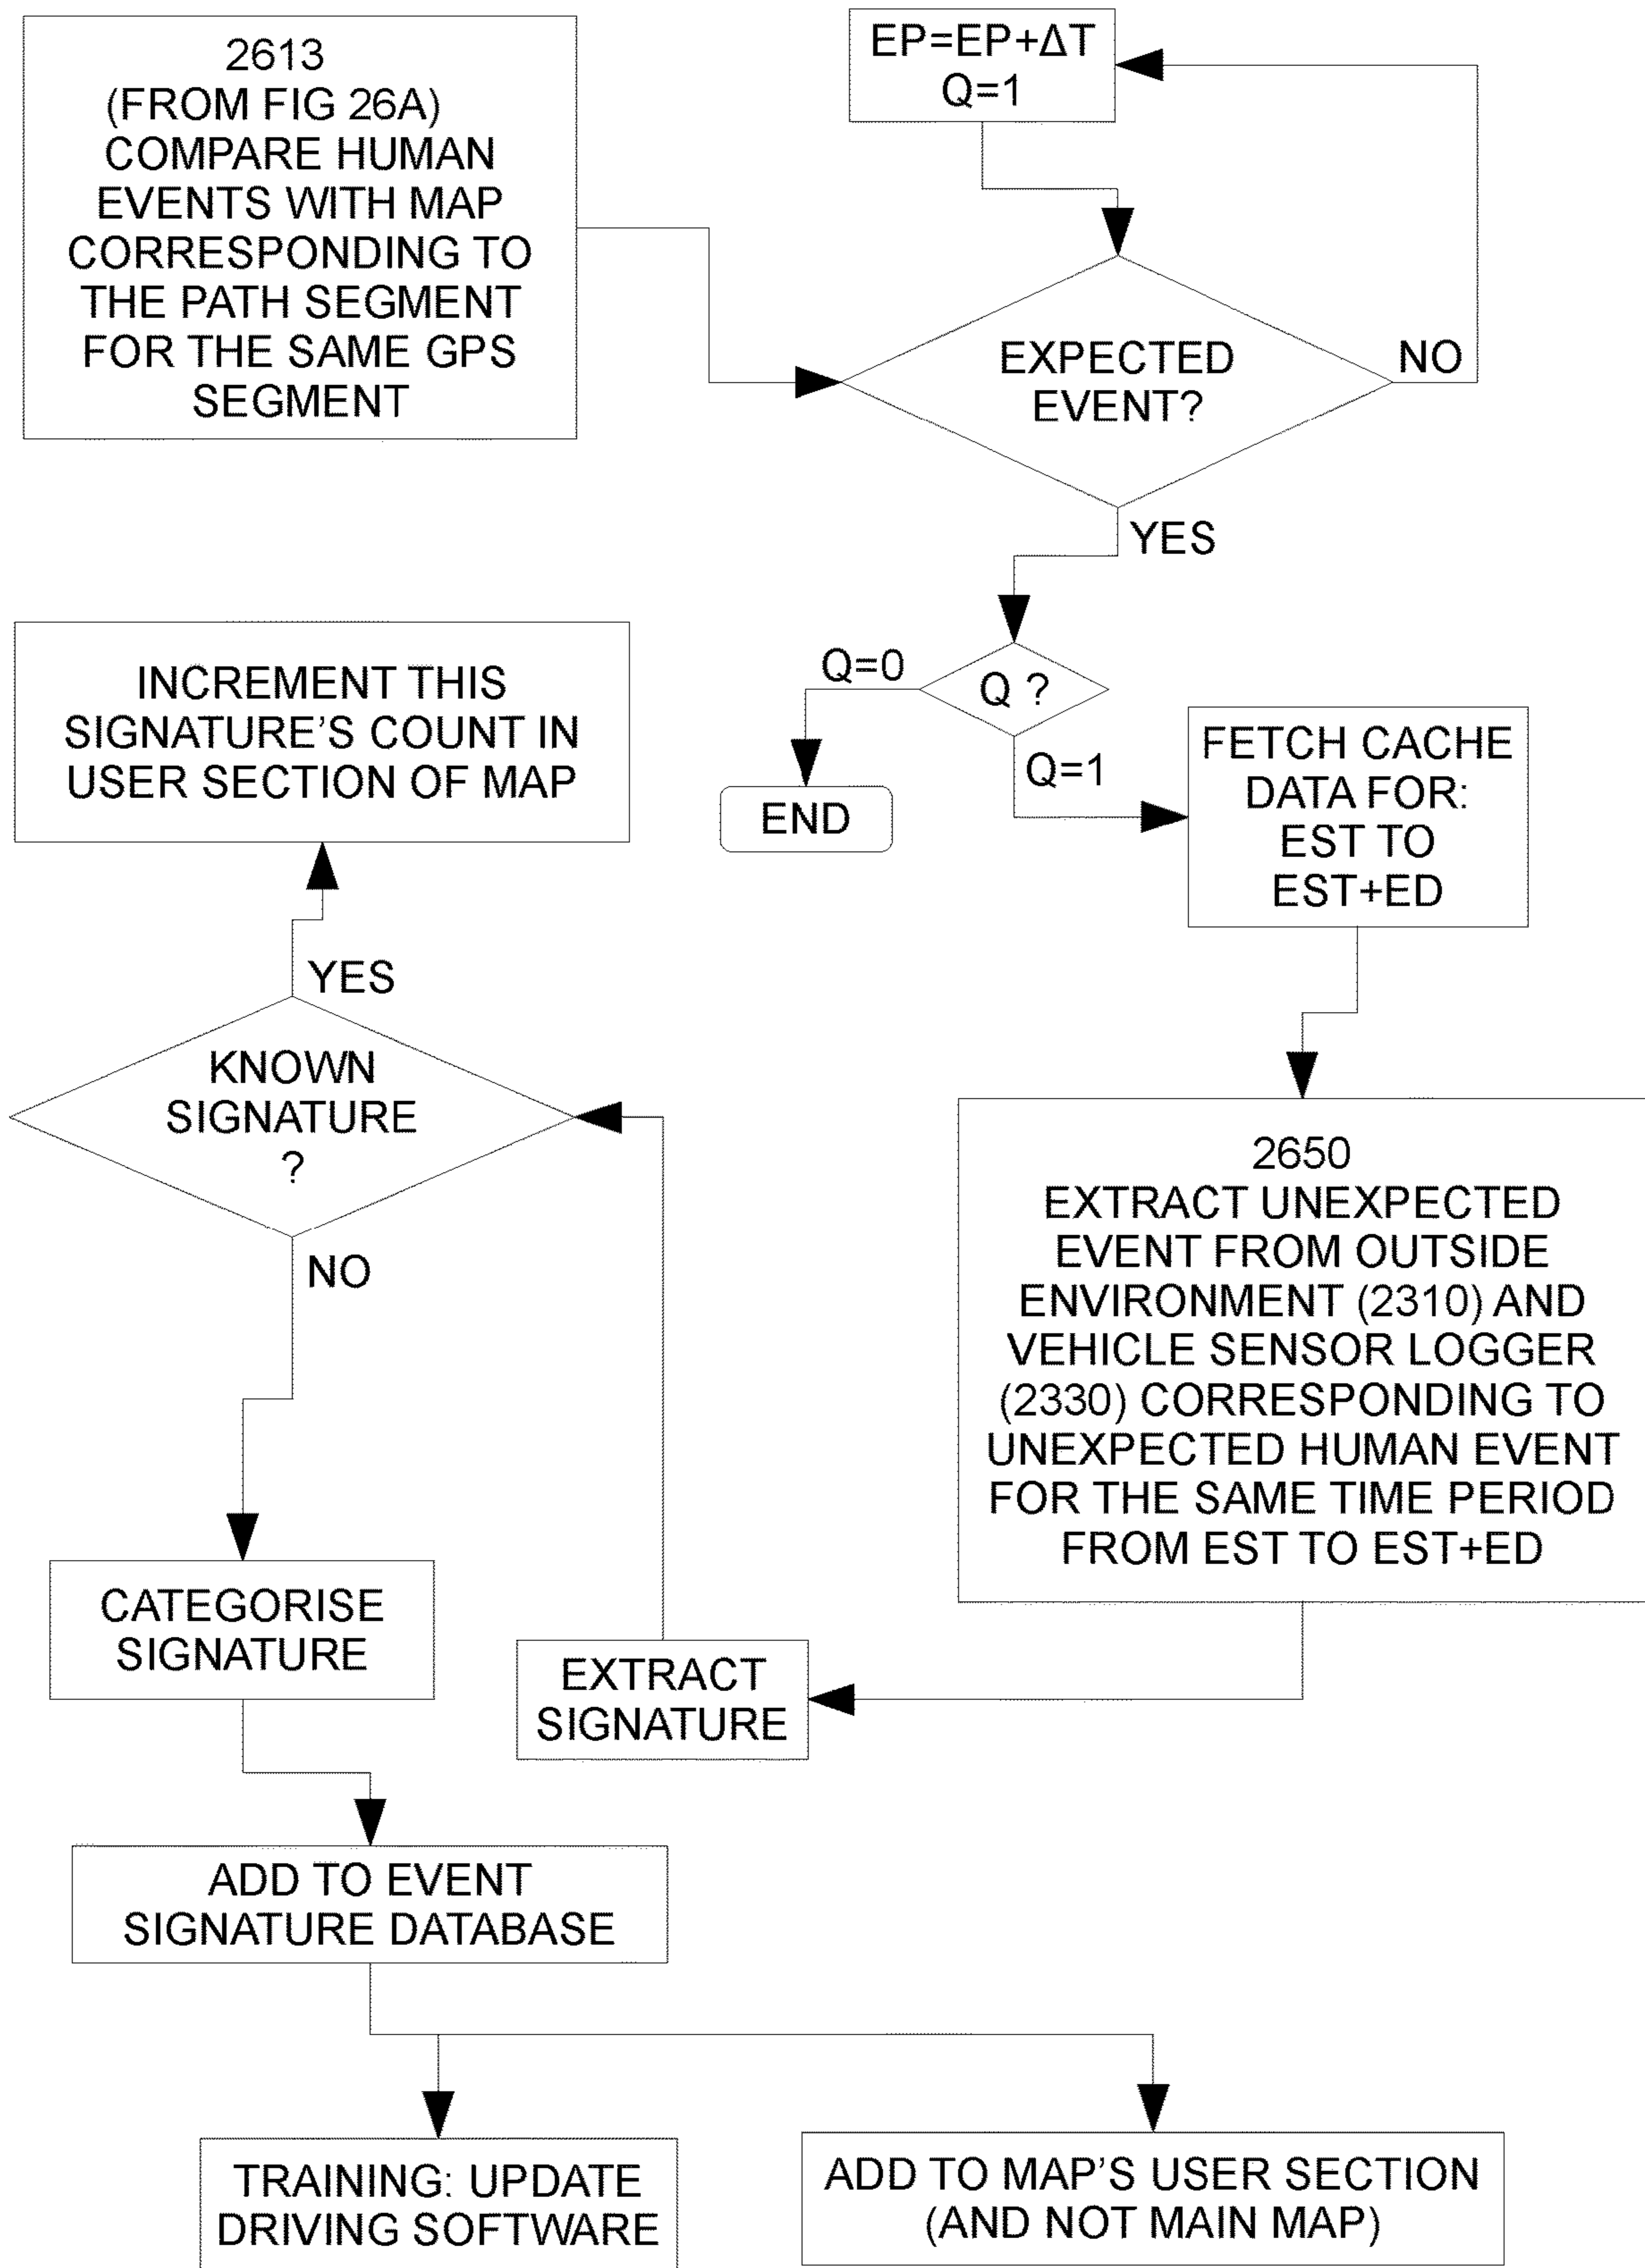 2613
(FROM FIG 26A)
COMPARE HUMAN
EVENTS WITH MAP
CORRESPONDING TO
THE PATH SEGMENT
FOR THE SAME GPS
SEGMENT
EP=EP+ΔT
Q=1
EXPECTED
EVENT?
NO
YES
Q ?
Q=0
END
Q=1
FETCH CACHE
DATA FOR:
EST TO
EST+ED
2650
EXTRACT UNEXPECTED
EVENT FROM OUTSIDE
ENVIRONMENT (2310) AND
VEHICLE SENSOR LOGGER
(2330) CORRESPONDING TO
UNEXPECTED HUMAN EVENT
FOR THE SAME TIME PERIOD
FROM EST TO EST+ED
EXTRACT
SIGNATURE
KNOWN
SIGNATURE
?
YES
INCREMENT THIS
SIGNATURE’S COUNT IN
USER SECTION OF MAP
NO
CATEGORISE
SIGNATURE
ADD TO EVENT
SIGNATURE DATABASE
TRAINING: UPDATE
DRIVING SOFTWARE
ADD TO MAP’S USER SECTION
(AND NOT MAIN MAP)